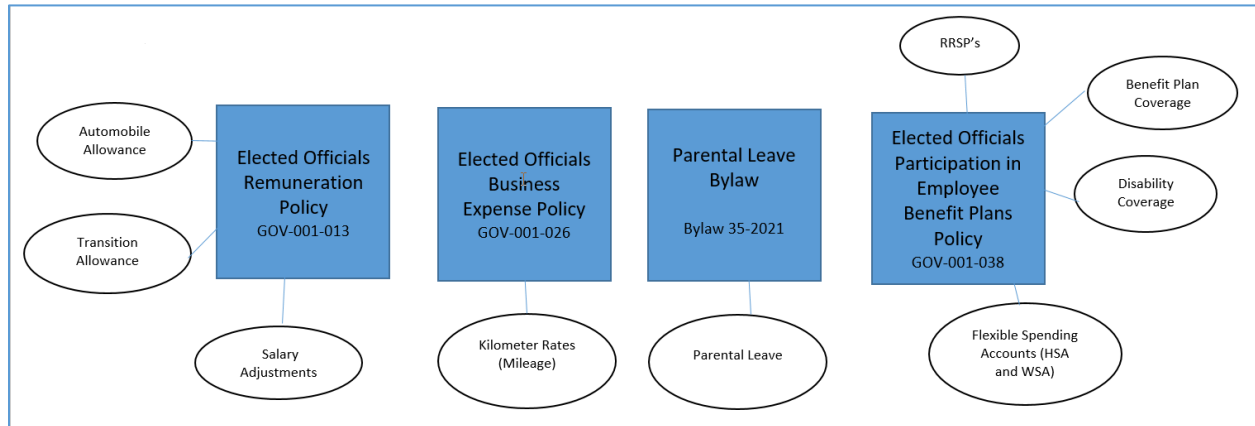 RRSP's
Automobile
Allowance
Transition
Allowance
Salary
Adjustments
Elected Officials
Remuneration
Policy
GOV-001-013
Elected Officials
Business
Expense Policy
GOV-001-026
Kilometer Rates
(Mileage)
Parental Leave
Bylaw
Bylaw 35-2021
Parental Leave
Elected Officials
Participation in
Employee
Benefit Plans
Policy
GOV-001-038
Benefit Plan
Coverage
Disability
Coverage
Flexible Spending
Accounts (HSA
and WSA)